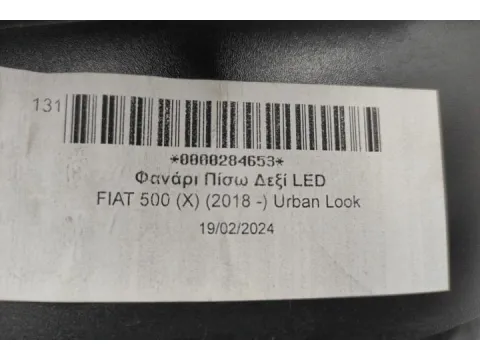 131
*0000284653*
Φανάρι Πίσω Δεξί LED
FIAT 500 (X) (2018 -) Urban Look
19/02/2024